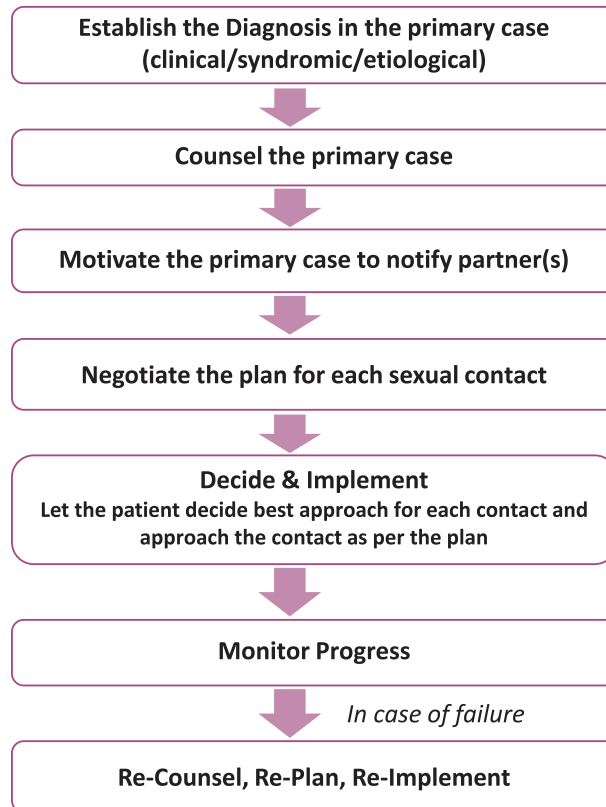 Establish the Diagnosis in the primary case
(clinical/syndromic/etiological)
Counsel the primary case
Motivate the primary case to notify partner(s)
Negotiate the plan for each sexual contact
Decide & Implement
Let the patient decide best approach for each contact and
approach the contact as per the plan
Monitor Progress
In case of failure
Re-Counsel, Re-Plan, Re-Implement